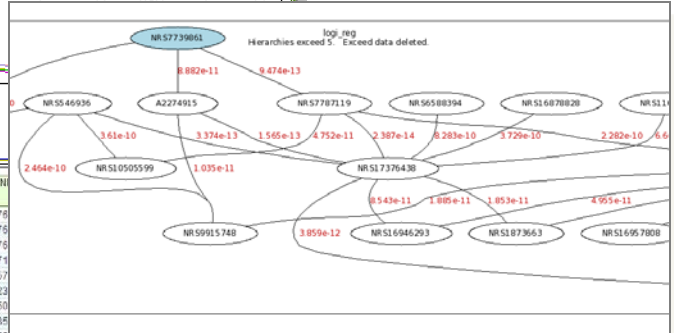 logi_reg
NRS7739861
Hierarchies exceed 5. Exceed data deleted.
8.882e-11
9.474e-13
0
NRS546936
A2274915
NRS7787119
NRS6588394
NRS16878828
3.61e-10
3.374e-13
1.565e-13
4.752e-11
2.387e-14
8.283e-10
3.729e-10
2.282e-10
2.464e-10
NRS10505599
1.035e-11
NRS17376438
8.543e-11
1.885e-11
1.853e-11
4.955e-11
NRS9915748
3.859e-12
NRS16946293
NRS1873663
NRS16957808